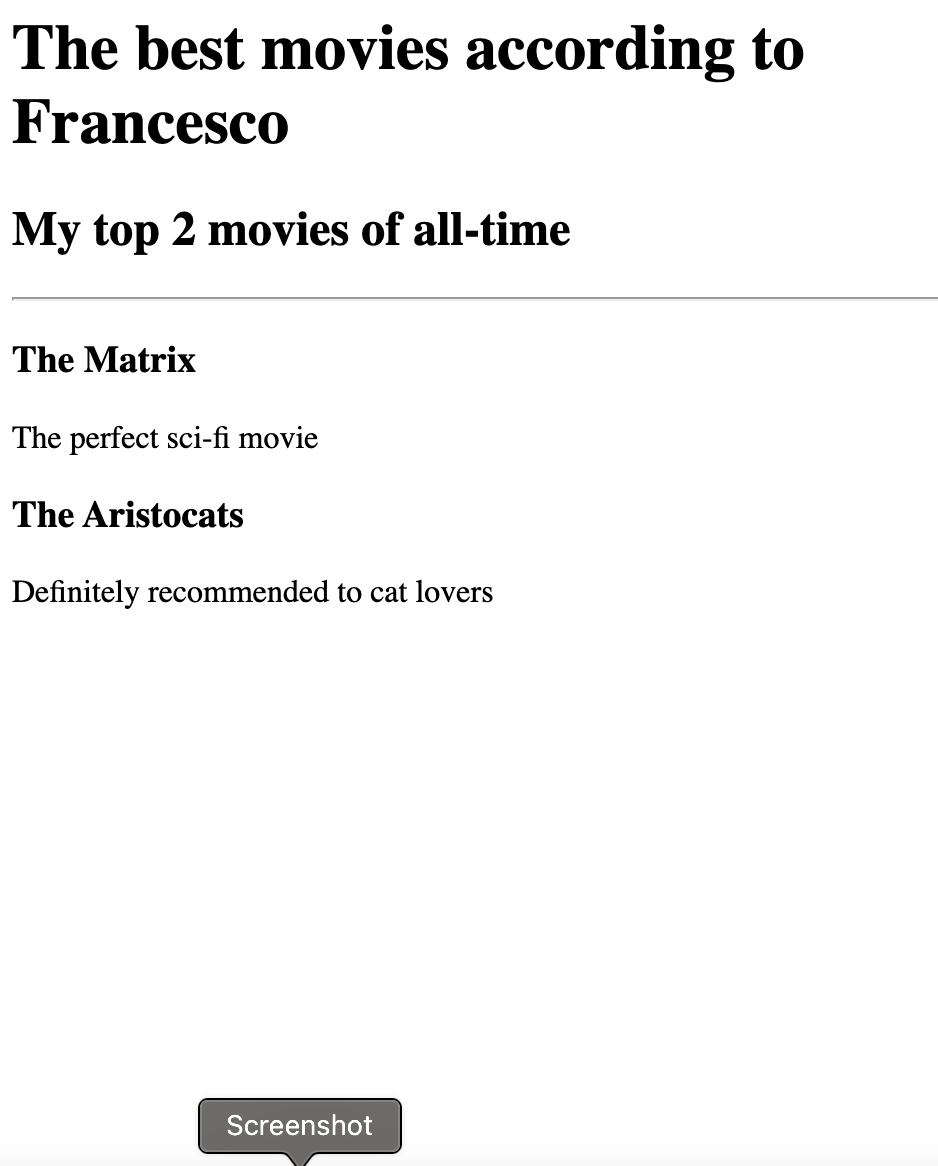 The best movies according to
Francesco
My top 2 movies of all-time
The Matrix
The perfect sci-fi movie
The Aristocats
Definitely recommended to cat lovers
Screenshot